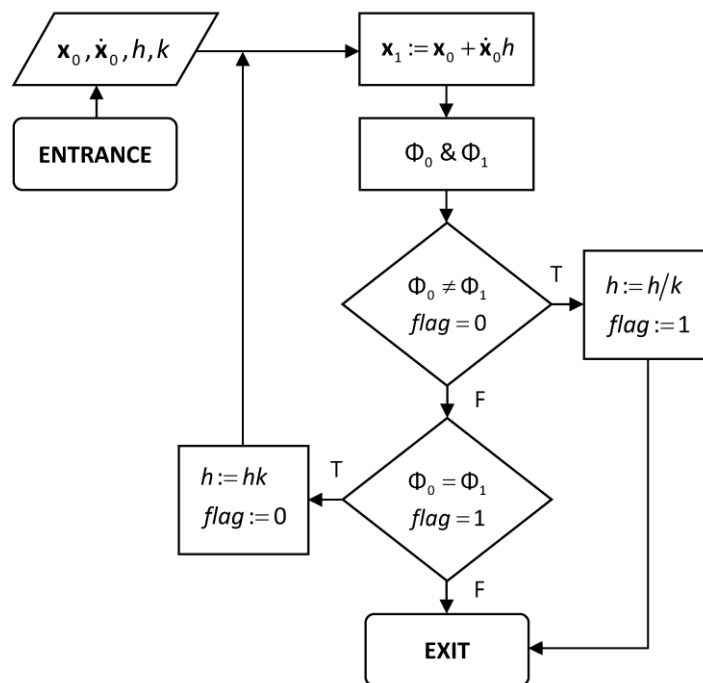 𝐱₀, 𝐱̇₀, h, k
ENTRANCE
𝐱₁ := 𝐱₀ + 𝐱̇₀h
Φ₀ & Φ₁
Φ₀ ≠ Φ₁
flag = 0
T
h := h/k
flag := 1
F
Φ₀ = Φ₁
flag = 1
T
h := hk
flag := 0
F
EXIT